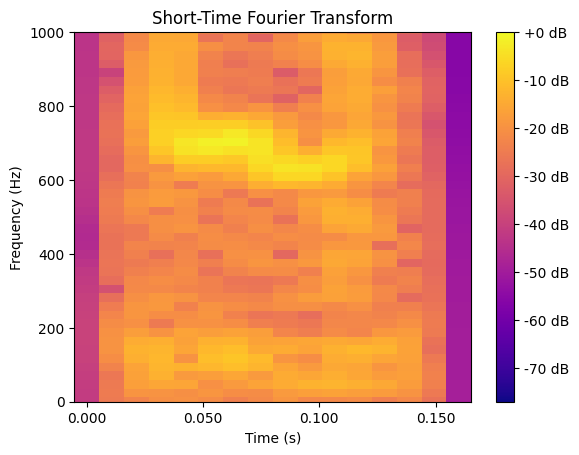 Short-Time Fourier Transform
Frequency (Hz)
1000
800
600
400
200
0
0.000
0.050
0.100
0.150
Time (s)
+0 dB
-10 dB
-20 dB
-30 dB
-40 dB
-50 dB
-60 dB
-70 dB